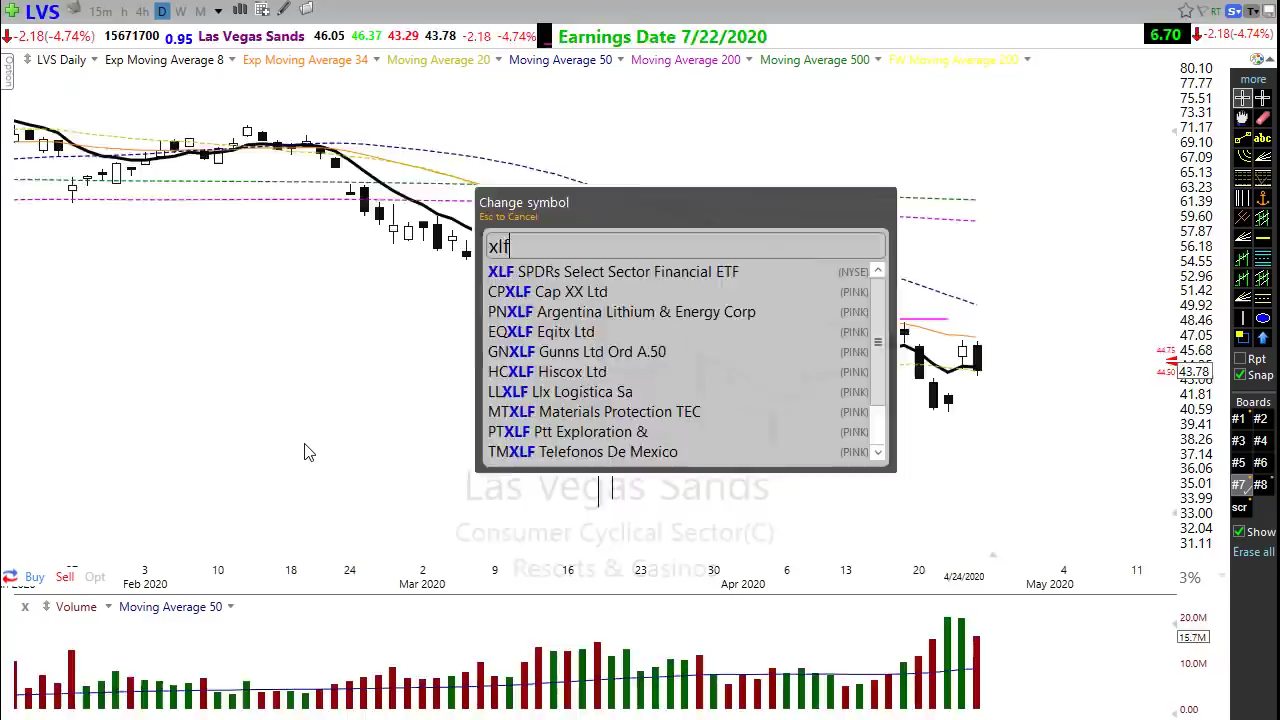 LVS 15m h 4h D W M RT S T
-2.18(-4.74%) 15671700 0.95 Las Vegas Sands 46.05 46.37 43.29 43.78 -2.18 -4.74% Earnings Date 7/22/2020 6.70 -2.18(-4.74%)
Option LVS Daily Exp Moving Average 8 Exp Moving Average 34 Moving Average 20 Moving Average 50 Moving Average 200 Moving Average 500 FW Moving Average 200
80.10
77.77
75.51
73.31
71.17
69.10
67.09
65.13
63.23
61.39
59.60
57.86
56.18
54.55
52.96
51.42
49.92
48.46
47.05
45.68
44.75
44.50
43.78
43.06
41.81
40.59
39.41
38.26
37.14
36.06
35.01
33.99
33.00
32.04
31.11
more
abc
Rpt
Snap
Boards
#1 #2
#3 #4
#5 #6
#7 #8
scr
Show
Erase all
Change symbol
Esc to Cancel
xlf
XLF SPDRs Select Sector Financial ETF (NYSE)
CPXLF Cap XX Ltd (PINK)
PNXLF Argentina Lithium & Energy Corp (PINK)
EQXLF Eqitx Ltd (PINK)
GNXLF Gunns Ltd Ord A.50 (PINK)
HCXLF Hiscox Ltd (PINK)
LLXLF Llx Logistica Sa (PINK)
MTXLF Materials Protection TEC (PINK)
PTXLF Ptt Exploration & (PINK)
TMXLF Telefonos De Mexico (PINK)
Las Vegas Sands
Consumer Cyclical Sector(C)
Resorts & Casinos
3 10 18 24 2 9 16 23 30 6 13 20 4/24/2020 4 11
Buy Sell Opt Feb 2020 Mar 2020 Apr 2020 May 2020 3%
x Volume Moving Average 50
20.0M
15.7M
10.0M
0.00